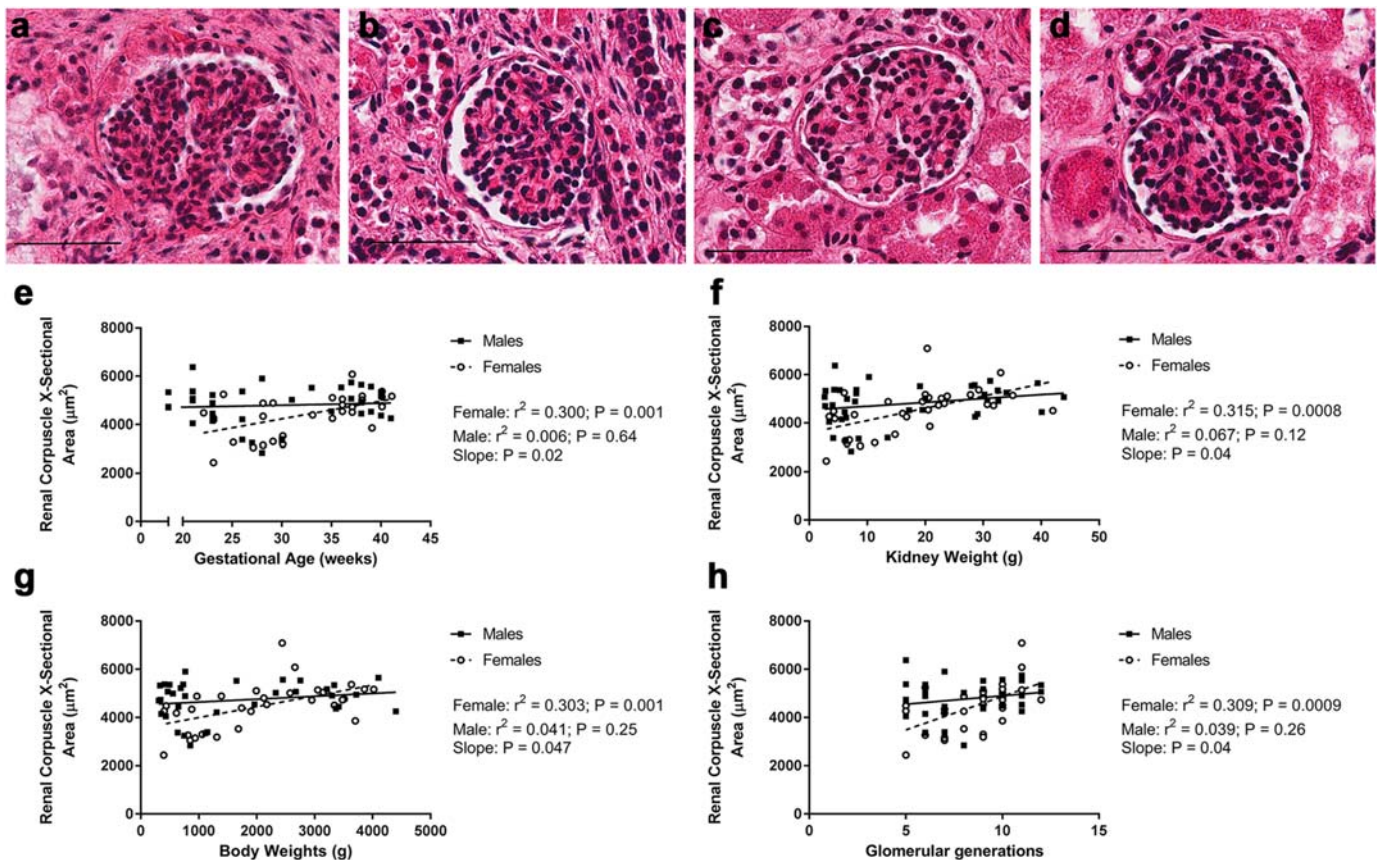 a
b
c
d
e
Renal Corpuscle X-Sectional
Area (μm²)
8000
6000
4000
2000
0
0 20 25 30 35 40 45
Gestational Age (weeks)
Males
Females
Female: r² = 0.300; P = 0.001
Male: r² = 0.006; P = 0.64
Slope: P = 0.02
f
Renal Corpuscle X-Sectional
Area (μm²)
8000
6000
4000
2000
0
0 10 20 30 40 50
Kidney Weight (g)
Males
Females
Female: r² = 0.315; P = 0.0008
Male: r² = 0.067; P = 0.12
Slope: P = 0.04
g
Renal Corpuscle X-Sectional
Area (μm²)
8000
6000
4000
2000
0
0 1000 2000 3000 4000 5000
Body Weights (g)
Males
Females
Female: r² = 0.303; P = 0.001
Male: r² = 0.041; P = 0.25
Slope: P = 0.047
h
Renal Corpuscle X-Sectional
Area (μm²)
8000
6000
4000
2000
0
0 5 10 15
Glomerular generations
Males
Females
Female: r² = 0.309; P = 0.0009
Male: r² = 0.039; P = 0.26
Slope: P = 0.04